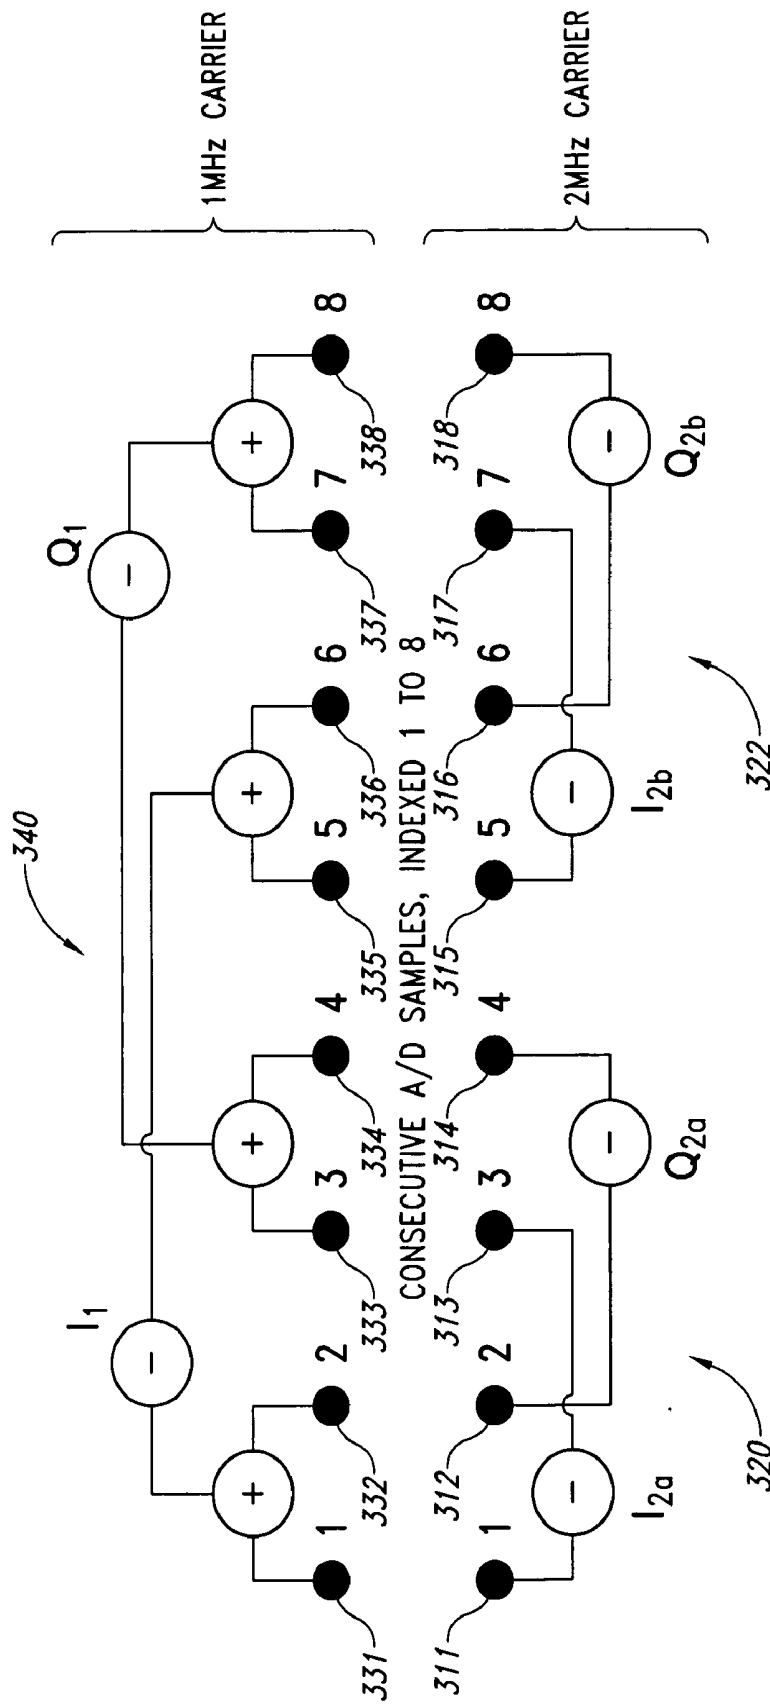 340
I1
Q1
1MHz CARRIER
1 2 3 4 5 6 7 8
331 332 333 334 335 336 337 338
+ + + +
- -
CONSECUTIVE A/D SAMPLES, INDEXED 1 TO 8
1 2 3 4 5 6 7 8
311 312 313 314 315 316 317 318
- - - -
I2a
Q2a
I2b
Q2b
2MHz CARRIER
320
322